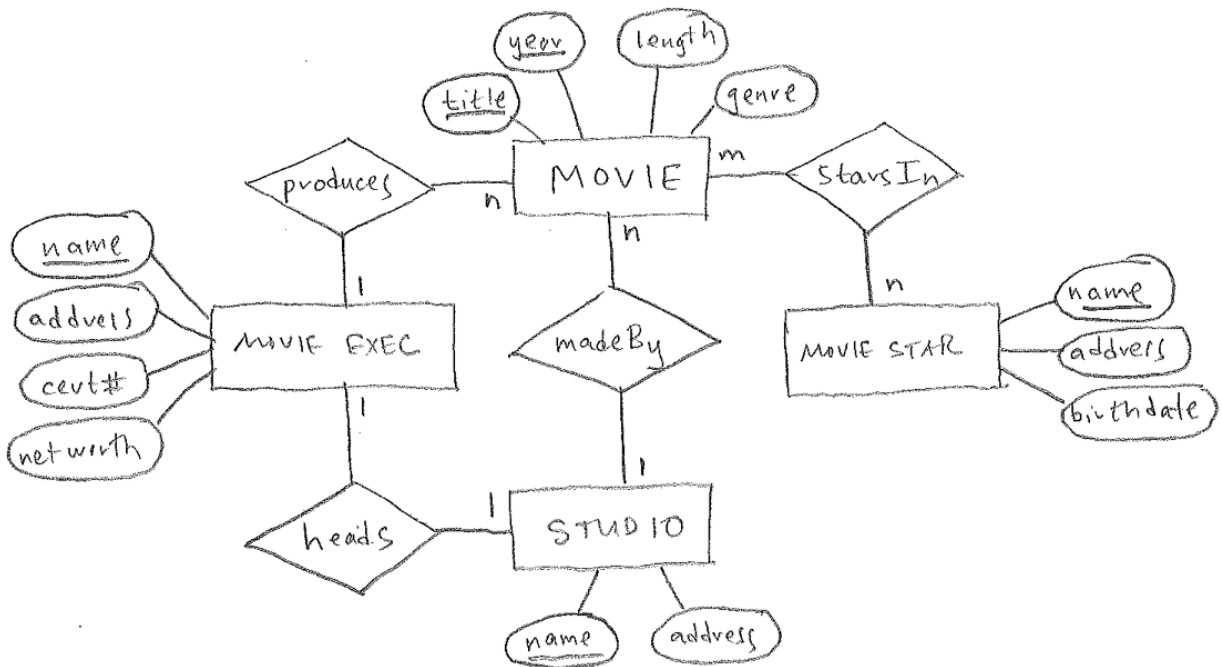 year
length
title
genre
produces
n
MOVIE
m
StarsIn
name
1
n
n
name
address
MOVIE EXEC
madeBy
MOVIE STAR
address
cert#
1
birthdate
networth
1
1
heads
STUDIO
name
address